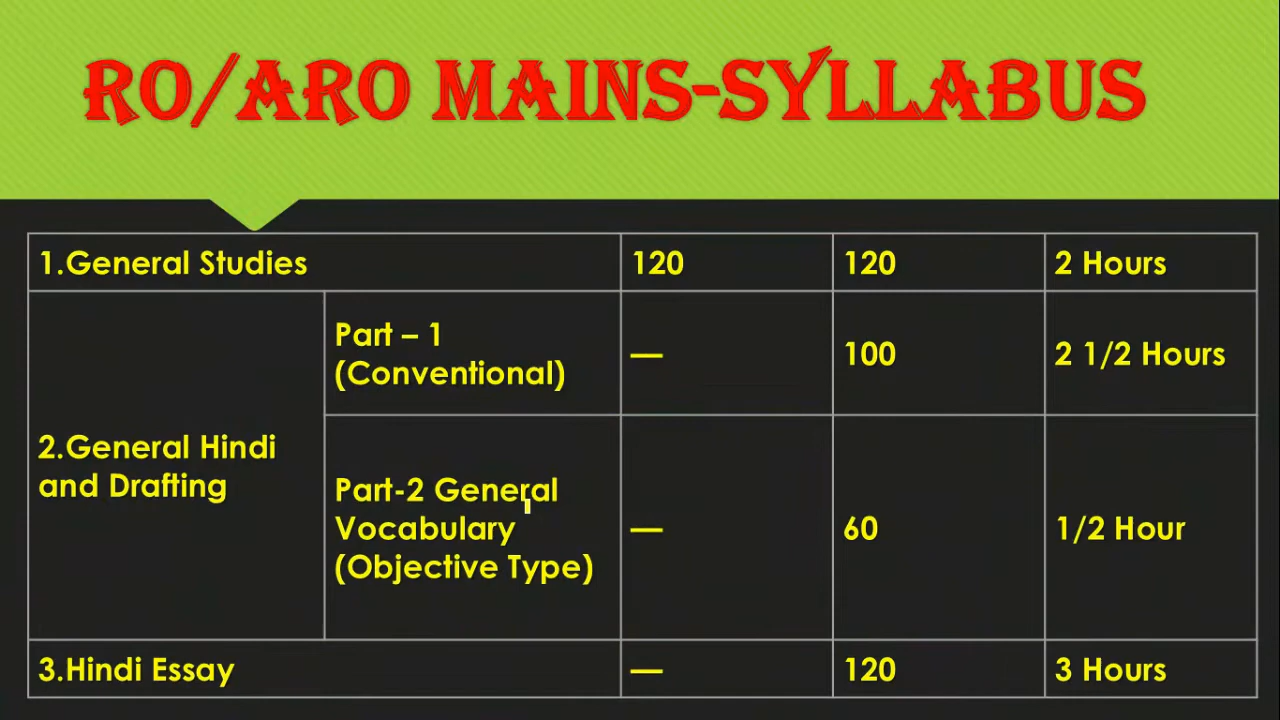 RO/ARO MAINS-SYLLABUS
1.General Studies 120 120 2 Hours
2.General Hindi
and Drafting
Part – 1
(Conventional)
— 100 2 1/2 Hours
Part-2 General
Vocabulary
(Objective Type)
— 60 1/2 Hour
3.Hindi Essay — 120 3 Hours